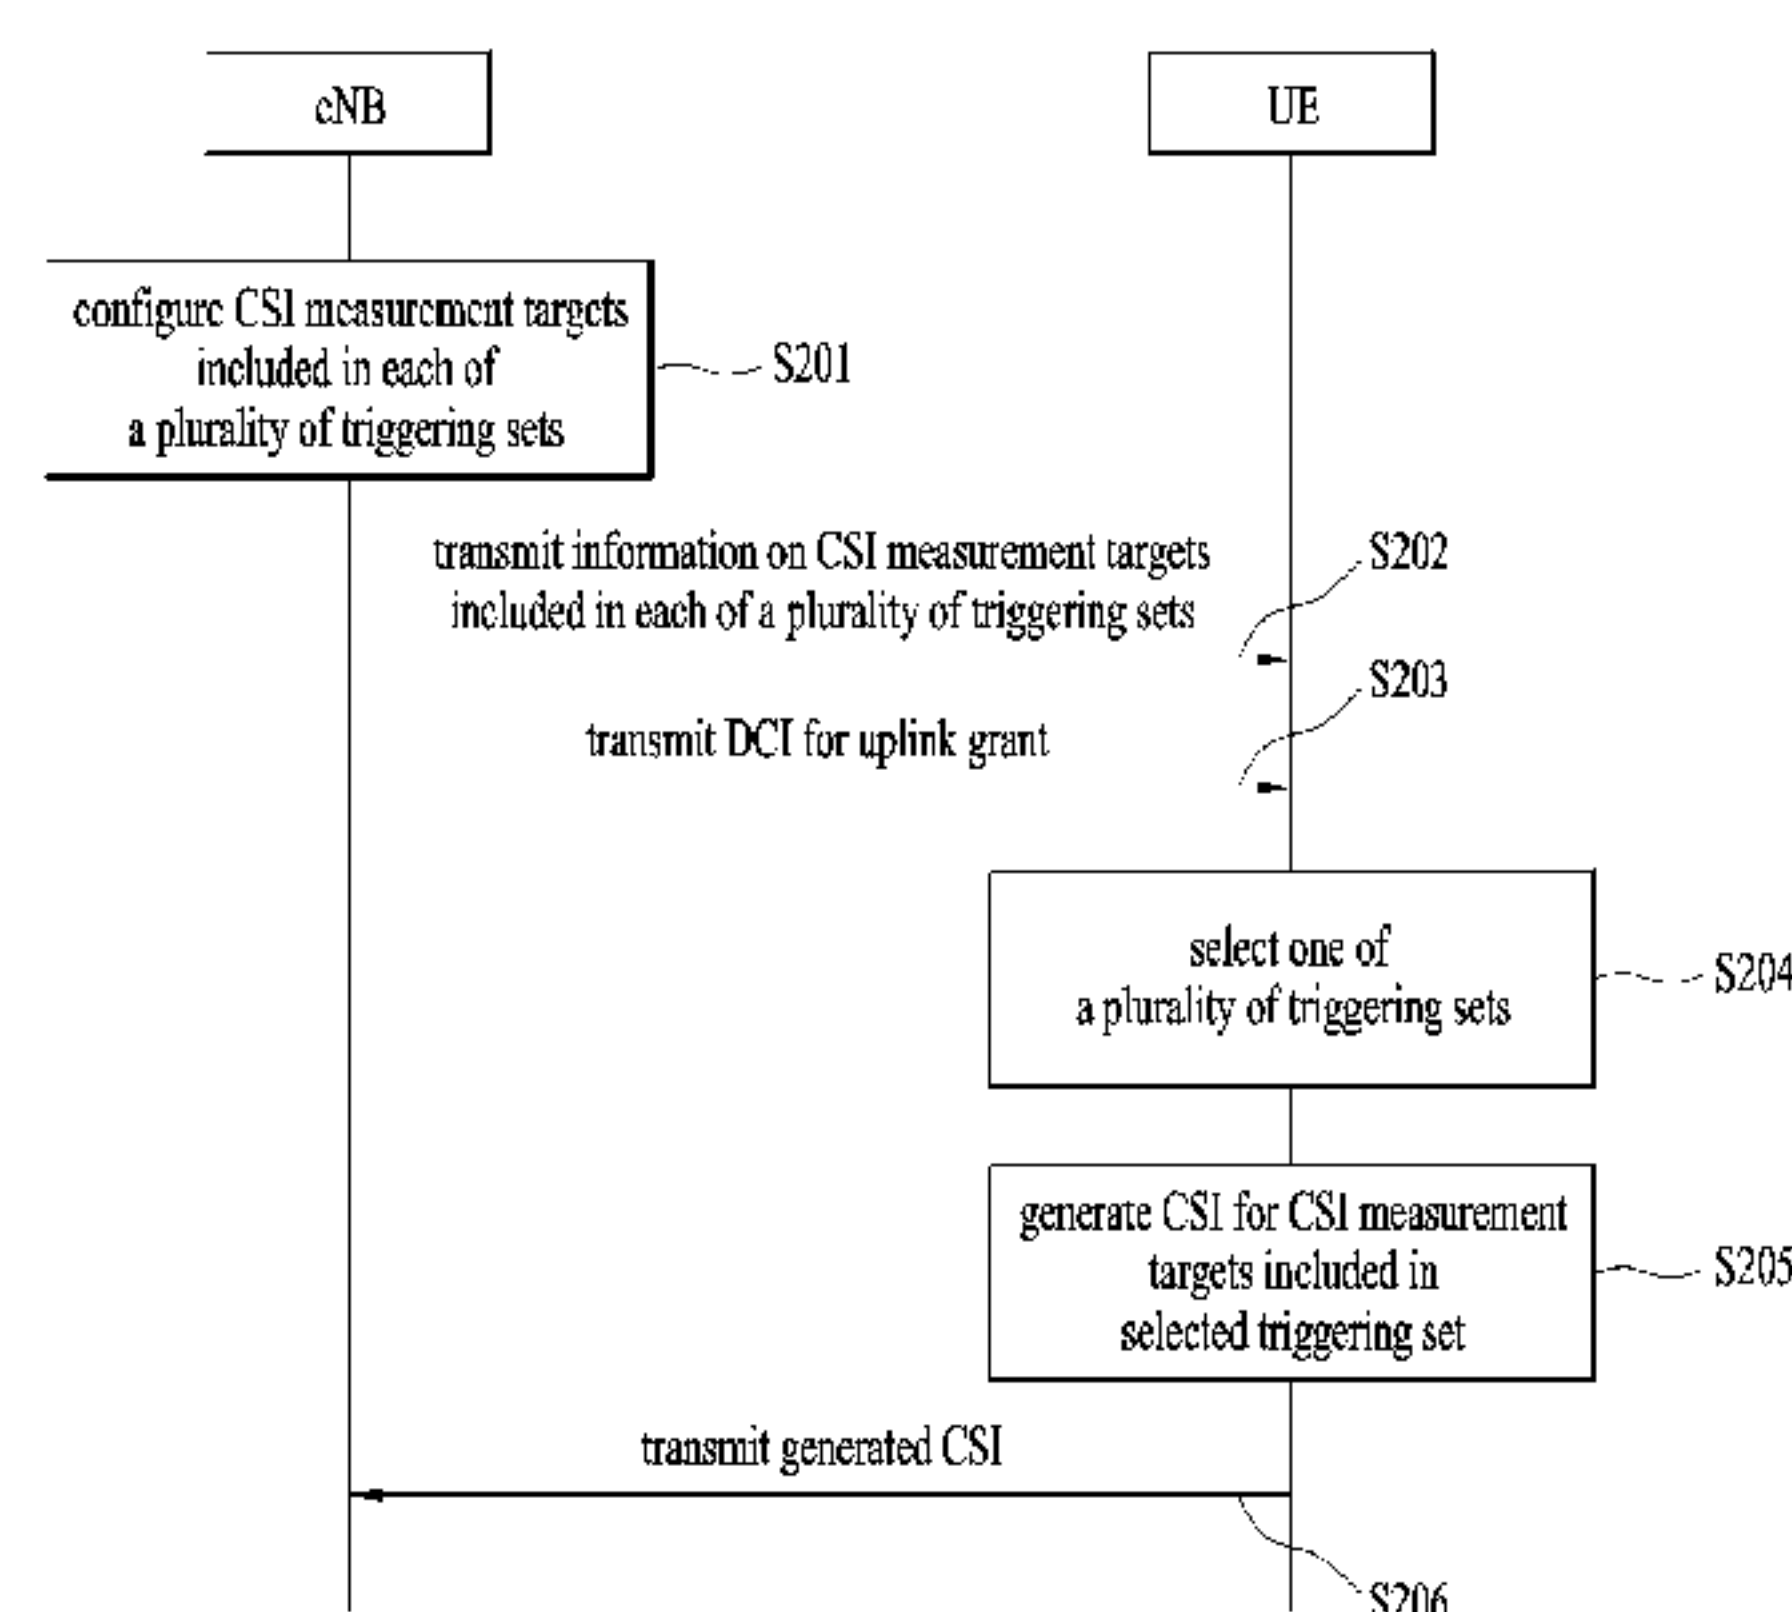 eNB
UE
configure CSI measurement targets
included in each of
a plurality of triggering sets
S201
transmit information on CSI measurement targets
included in each of a plurality of triggering sets
S202
S203
transmit DCI for uplink grant
select one of
a plurality of triggering sets
S204
generate CSI for CSI measurement
targets included in
selected triggering set
S205
transmit generated CSI
S206